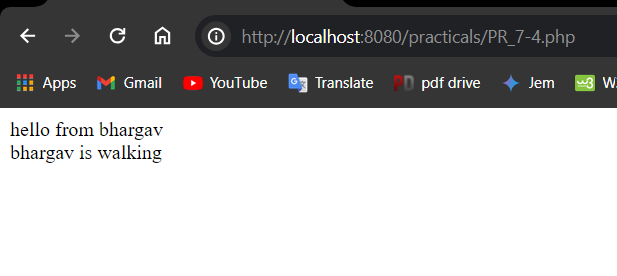 http://localhost:8080/practicals/PR_7-4.php
Apps Gmail YouTube Translate pdf drive Jem
hello from bhargav
bhargav is walking